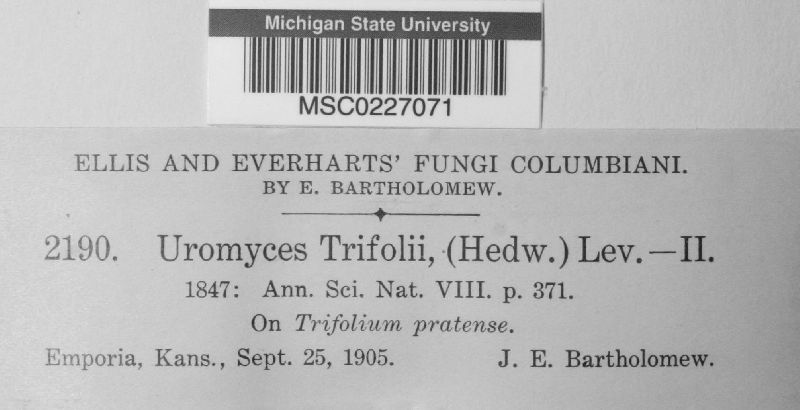 Michigan State University
MSC0227071
ELLIS AND EVERHARTS' FUNGI COLUMBIANI.
BY E. BARTHOLOMEW.
2190. Uromyces Trifolii, (Hedw.) Lev.—II.
1847: Ann. Sci. Nat. VIII. p. 371.
On Trifolium pratense.
Emporia, Kans., Sept. 25, 1905. J. E. Bartholomew.